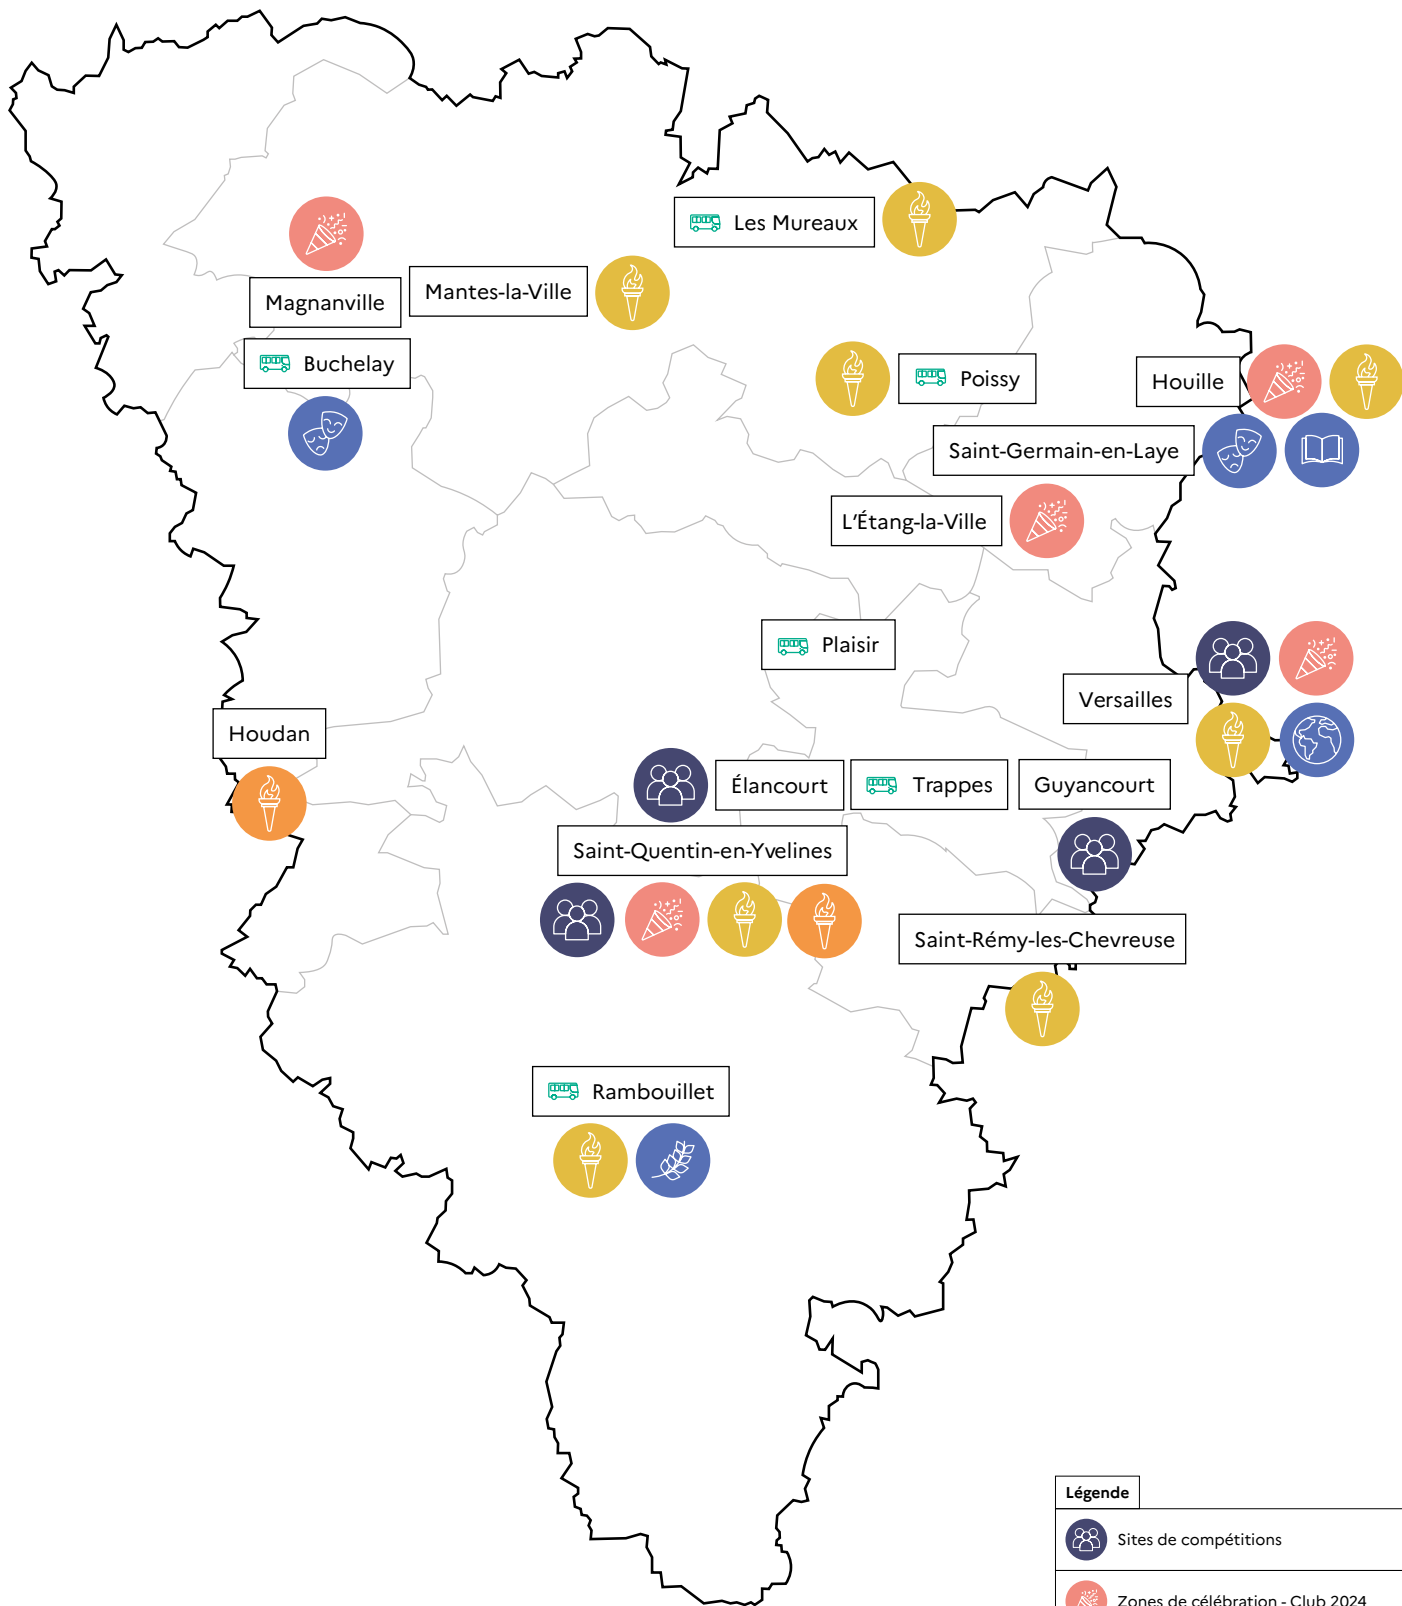 Les Mureaux
Magnanville
Mantes-la-Ville
Buchelay
Poissy
Houille
Saint-Germain-en-Laye
L'Étang-la-Ville
Plaisir
Versailles
Houdan
Élancourt
Trappes
Guyancourt
Saint-Quentin-en-Yvelines
Saint-Rémy-les-Chevreuse
Rambouillet
Légende
Sites de compétitions
Zones de célébration - Club 2024